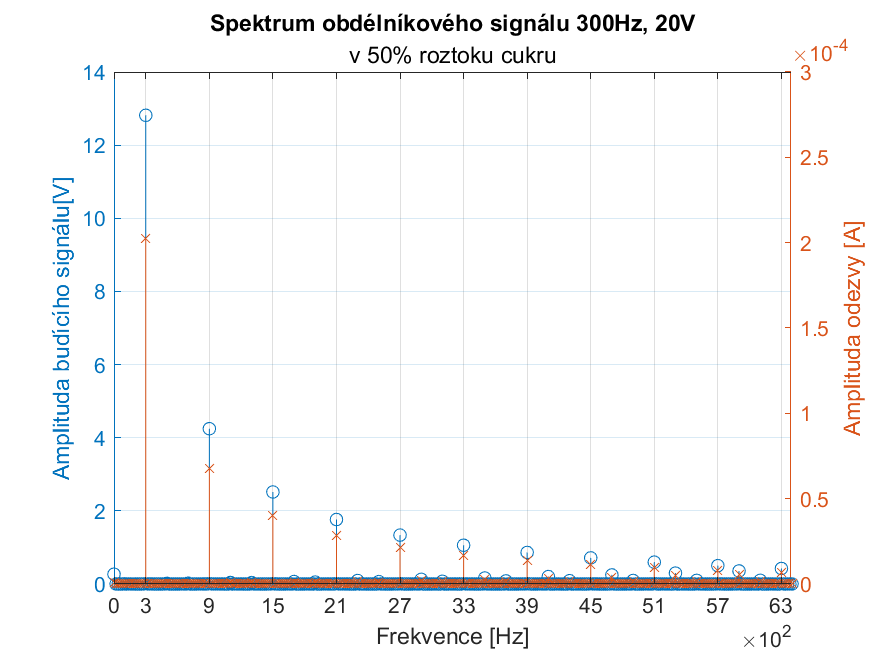 Spektrum obdélníkového signálu 300Hz, 20V
v 50% roztoku cukru
×10^-4
14
12
10
8
6
4
2
0
Amplituda budícího signálu[V]
3
2.5
2
1.5
1
0.5
0
Amplituda odezvy [A]
0 3 9 15 21 27 33 39 45 51 57 63
Frekvence [Hz]
×10^2